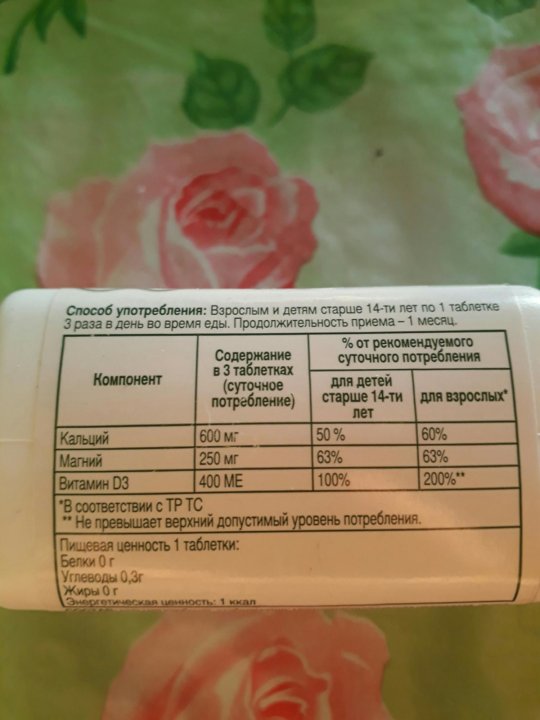 Способ употребления: Взрослым и детям старше 14-ти лет по 1 таблетке
3 раза в день во время еды. Продолжительность приема – 1 месяц.
Компонент
Содержание
в 3 таблетках
(суточное
потребление)
% от рекомендуемого
суточного потребления
для детей
старше 14-ти
лет
для взрослых*
Кальций 600 мг 50 % 60%
Магний 250 мг 63% 63%
Витамин D3 400 МЕ 100% 200%**
*В соответствии с ТР ТС
** Не превышает верхний допустимый уровень потребления.
Пищевая ценность 1 таблетки:
Белки 0 г
Углеводы 0,3г
Жиры 0 г
Энергетическая ценность: 1 ккал